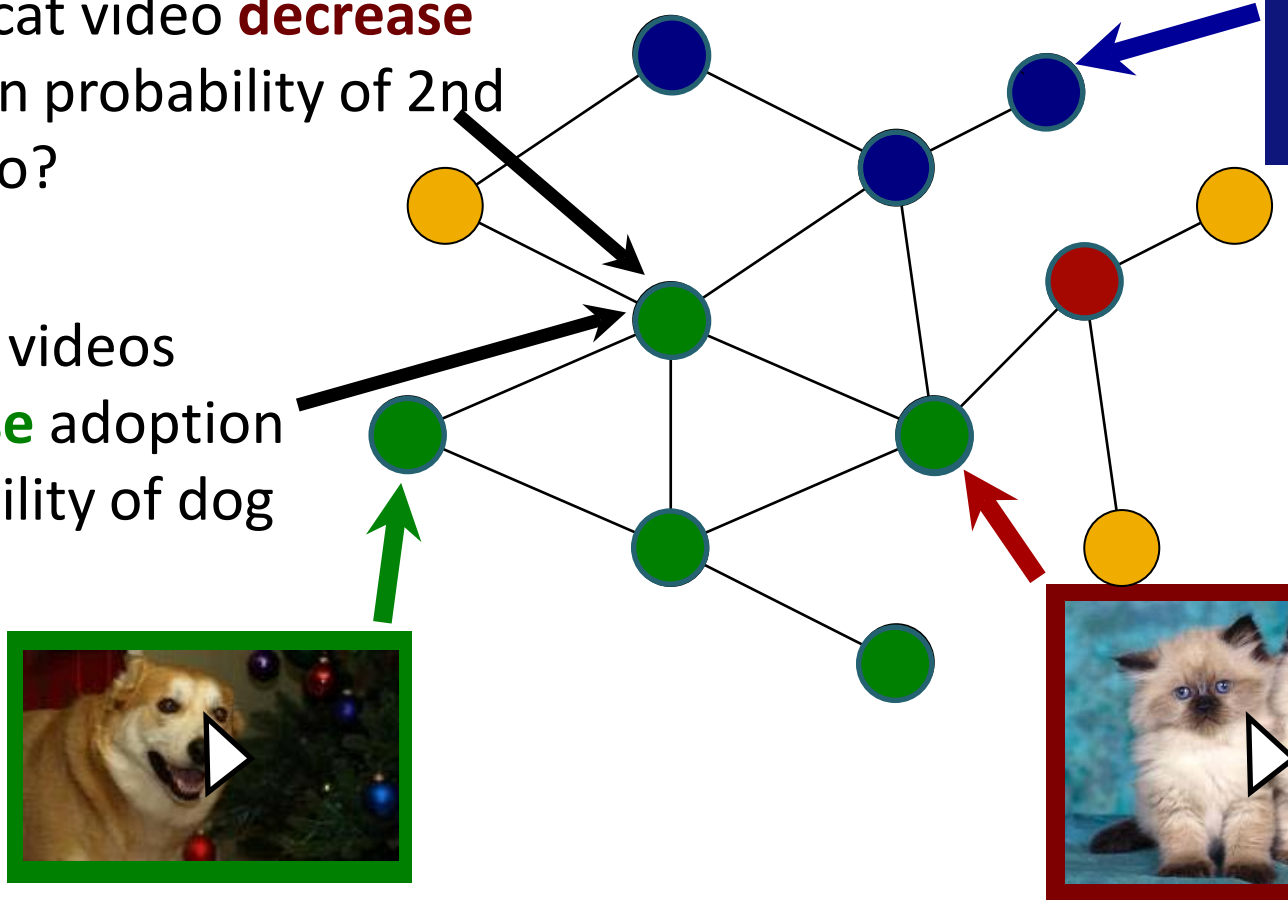 cat video decrease
n probability of 2nd
o?
videos
e adoption
ility of dog